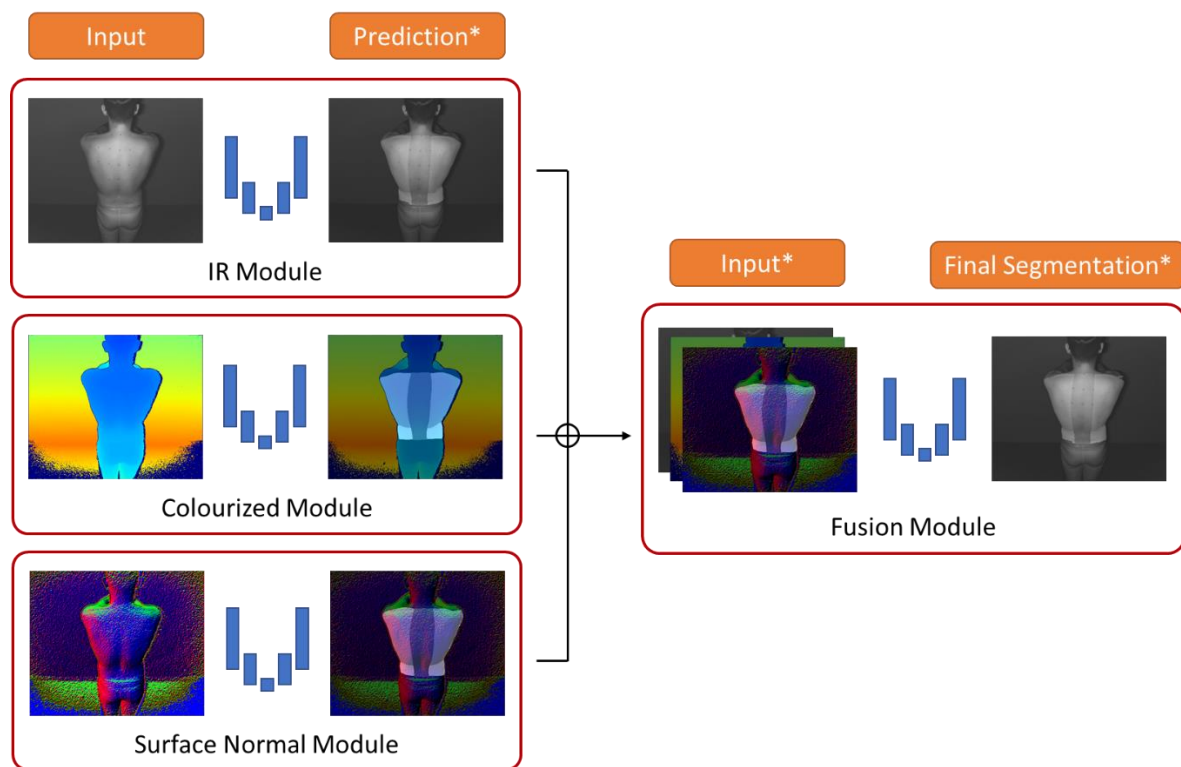 Input
Prediction*
IR Module
Colourized Module
Surface Normal Module
Input*
Final Segmentation*
Fusion Module